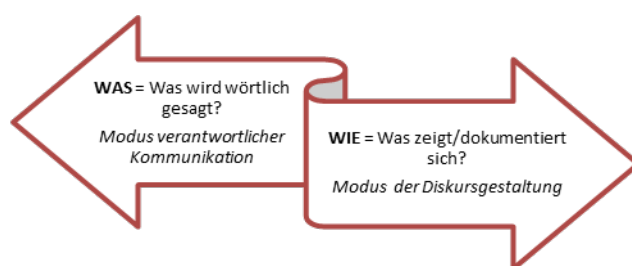 WAS = Was wird wörtlich
gesagt?
Modus verantwortlicher
Kommunikation
WIE = Was zeigt/dokumentiert
sich?
Modus der Diskursgestaltung